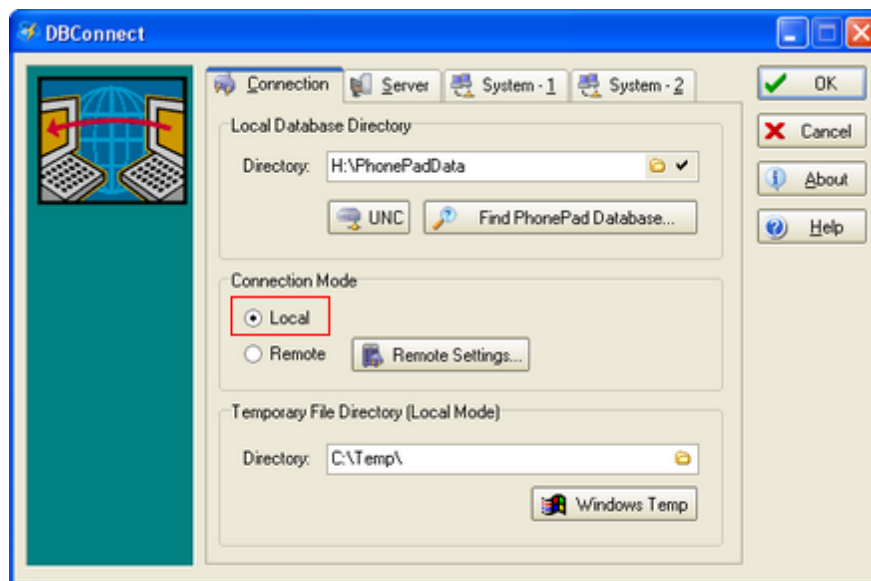 DBConnect
Connection Server System - 1 System - 2
OK
Cancel
About
Help
Local Database Directory
Directory: H:\PhonePadData
UNC Find PhonePad Database...
Connection Mode
Local
Remote Remote Settings...
Temporary File Directory (Local Mode)
Directory: C:\Temp\
Windows Temp